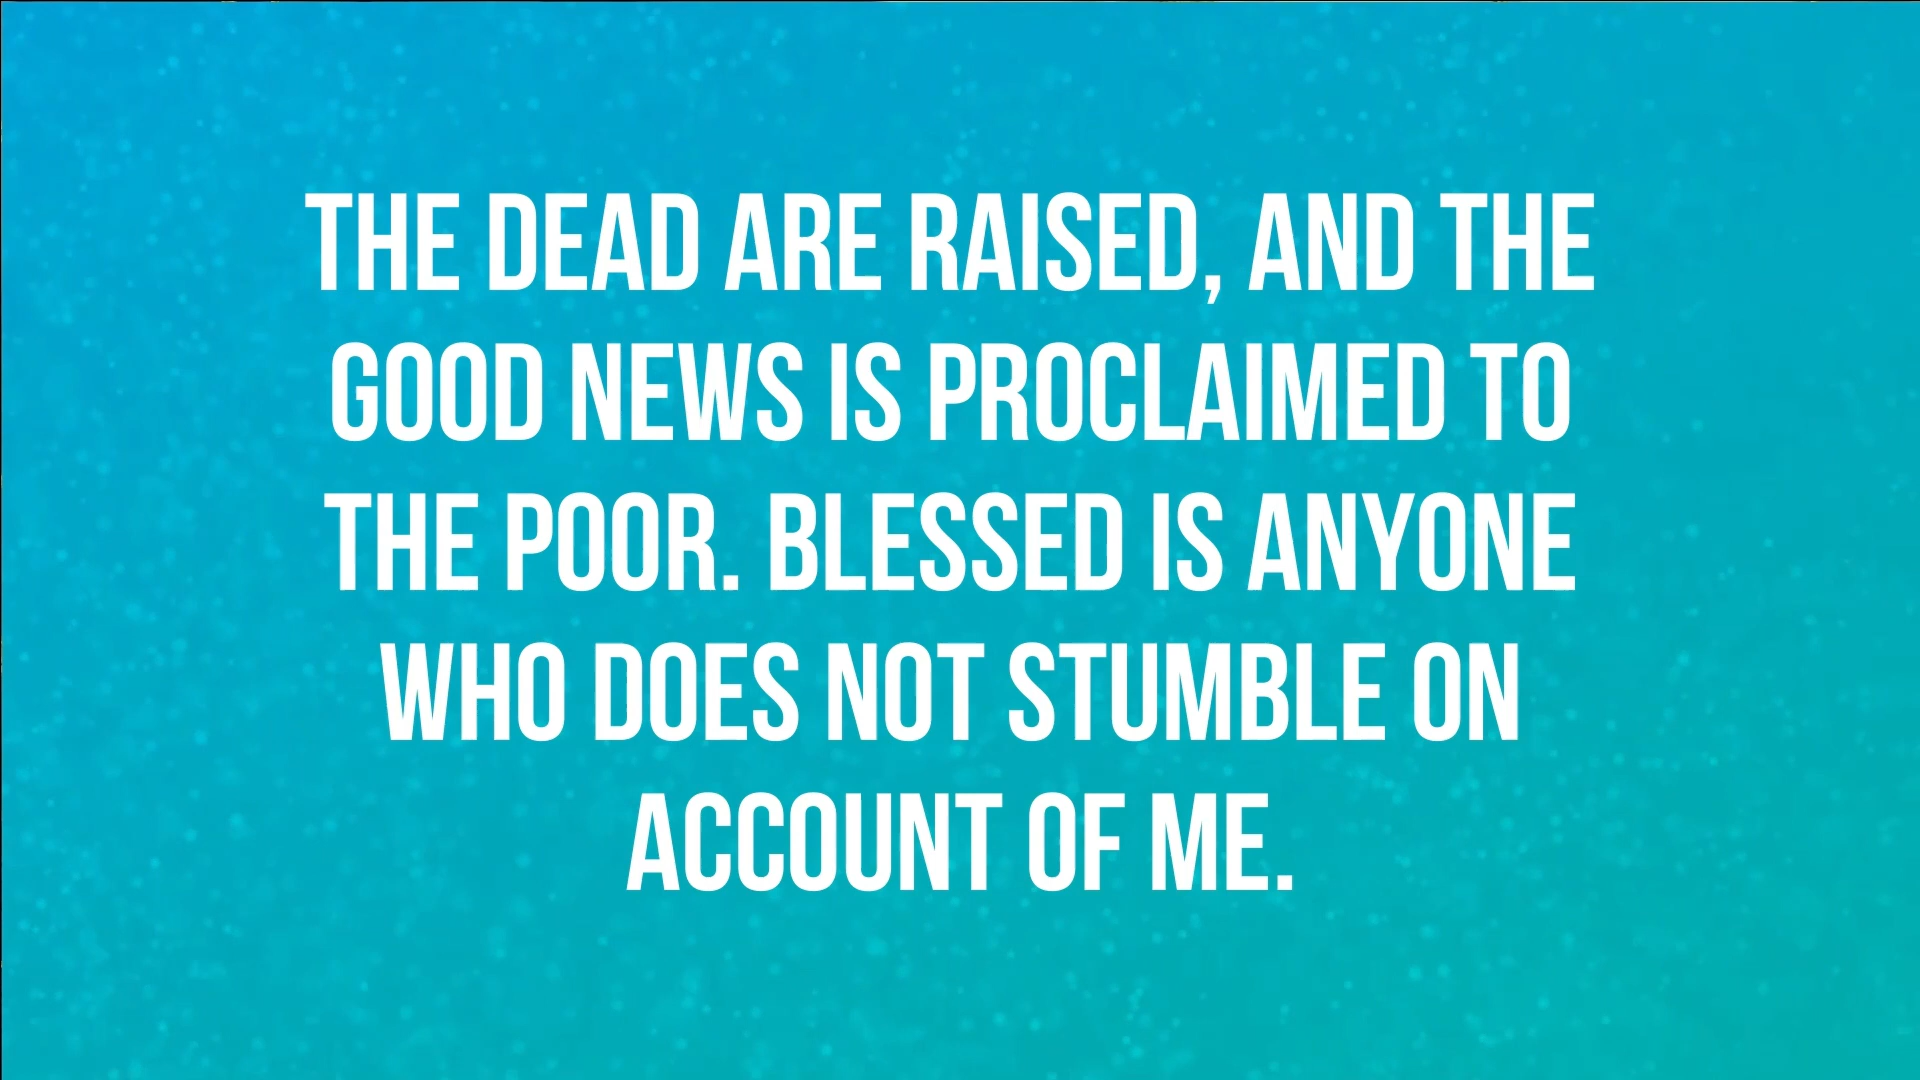 THE DEAD ARE RAISED, AND THE
GOOD NEWS IS PROCLAIMED TO
THE POOR. BLESSED IS ANYONE
WHO DOES NOT STUMBLE ON
ACCOUNT OF ME.